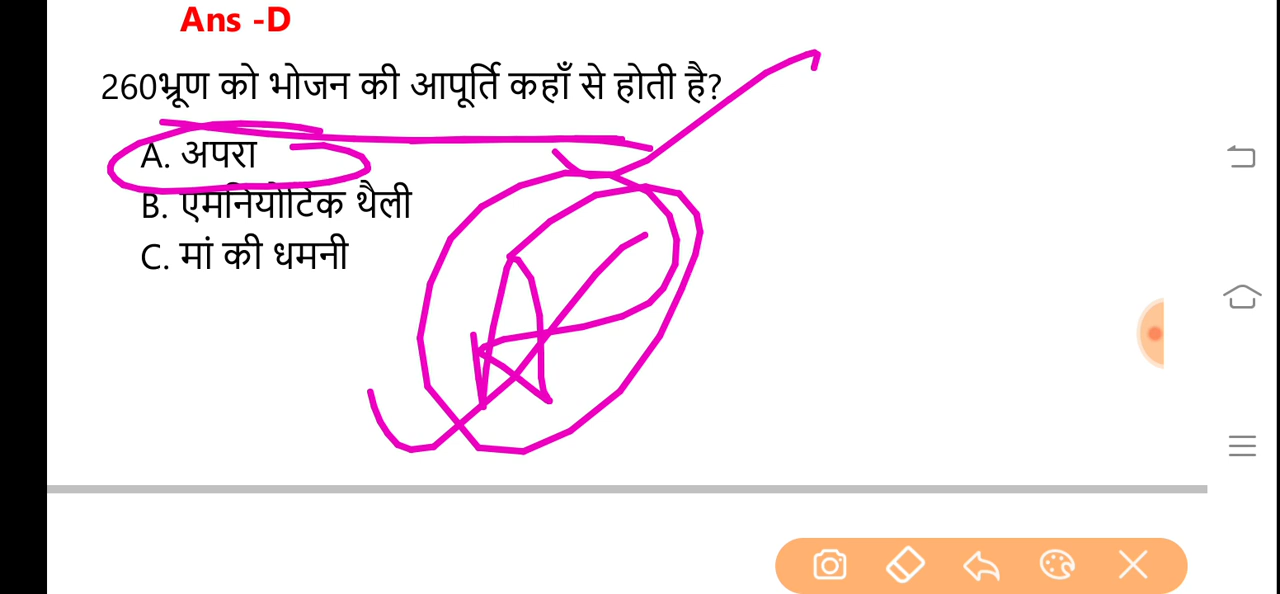 Ans -D
260भ्रूण को भोजन की आपूर्ति कहाँ से होती है?
A. अपरा
B. एमनियोटिक थैली
C. मां की धमनी
A